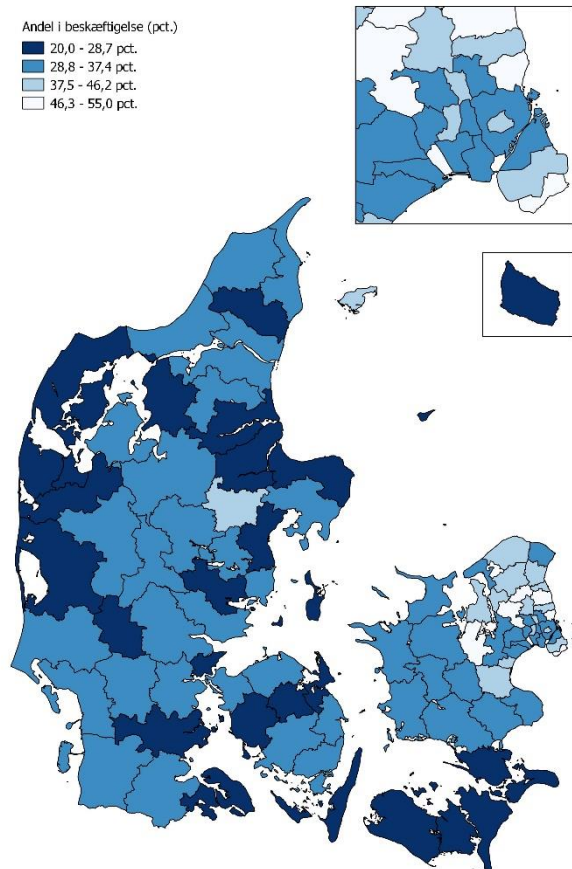 Andel i beskæftigelse (pct.)
20,0 - 28,7 pct.
28,8 - 37,4 pct.
37,5 - 46,2 pct.
46,3 - 55,0 pct.